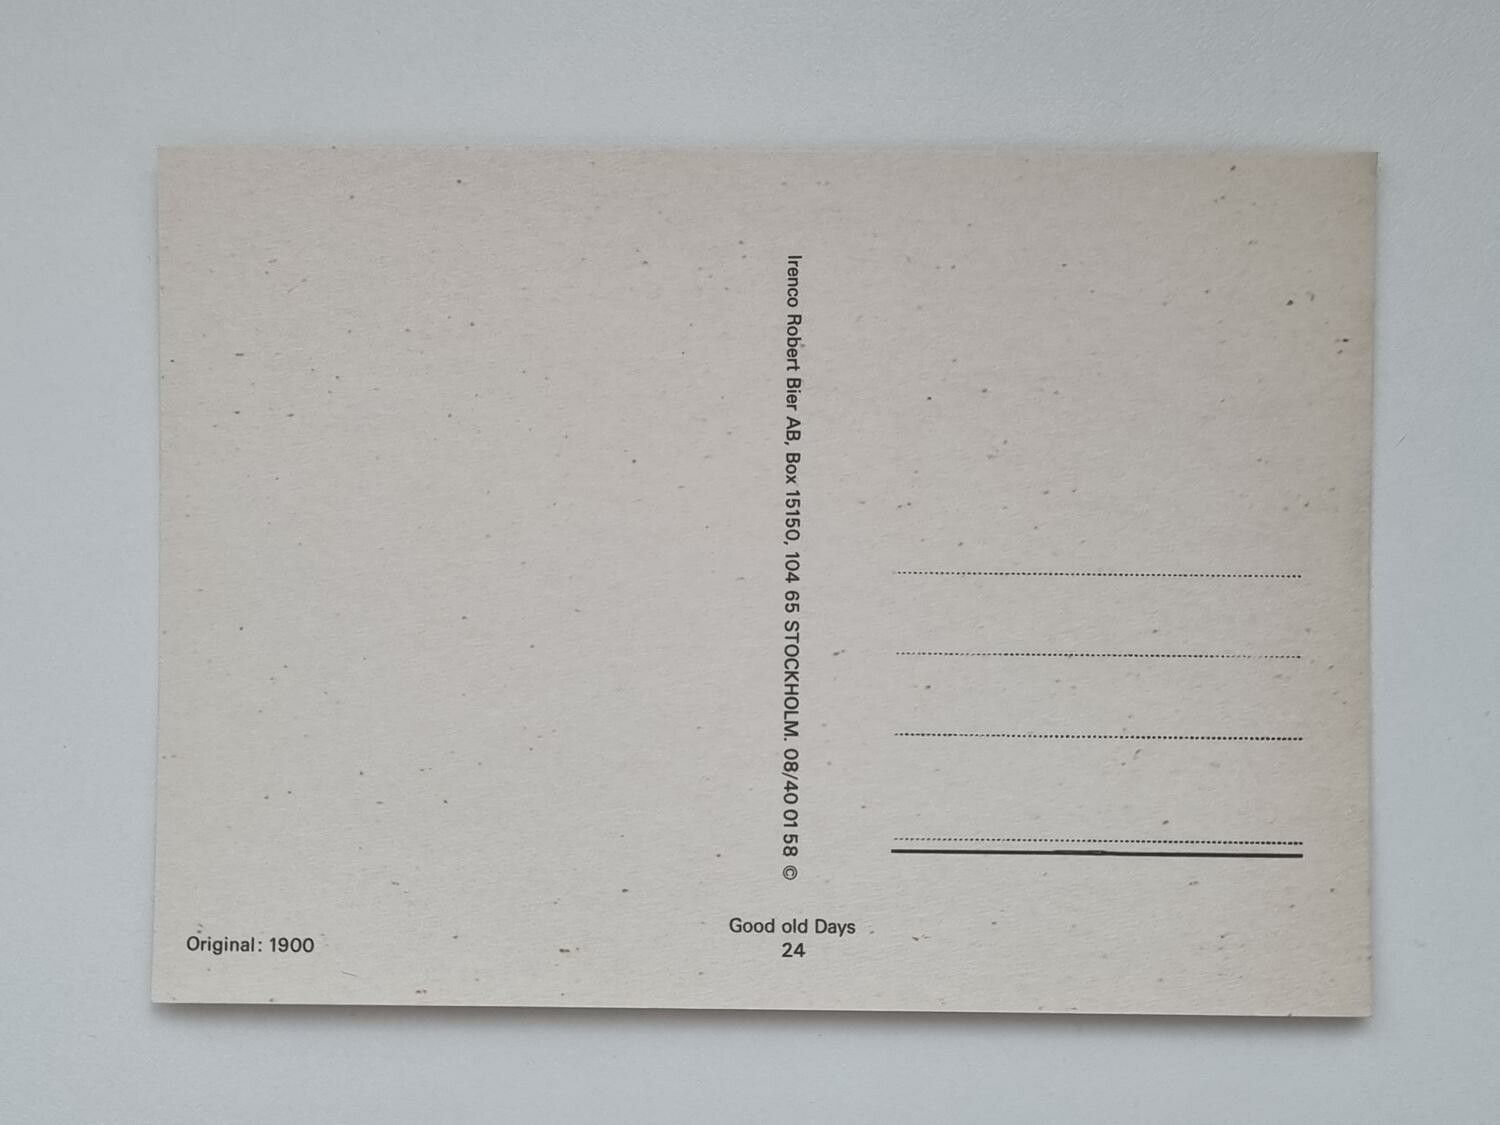 Irenco Robert Bier AB, Box 15150, 104 65 STOCKHOLM. 08/40 01 58 ©
Good old Days
24
Original: 1900